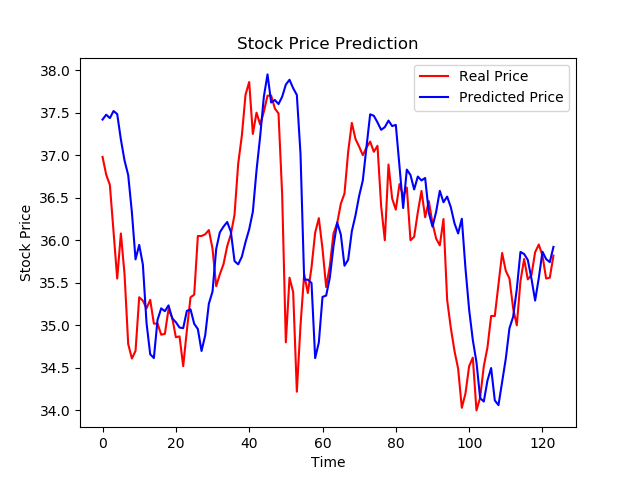 Stock Price Prediction
Real Price
Predicted Price
38.0
37.5
37.0
36.5
36.0
35.5
35.0
34.5
34.0
Stock Price
0 20 40 60 80 100 120
Time